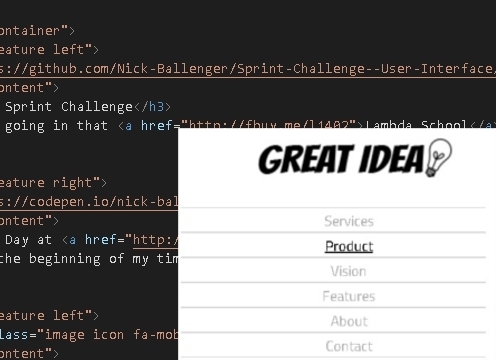 ontainer">
eature left">
s://github.com/Nick-Ballenger/Sprint-Challenge--User-Interface/
ontent">
Sprint Challenge</h3>
going in that <a href="http://fbuy.me/l1402">Lambda School</a>
eature right">
s://codepen.io/nick-bal
ontent">
Day at <a href="http:/
the beginning of my tim
eature left">
lass="image icon fa-mob
ontent">
GREAT IDEA
Services
Product
Vision
Features
About
Contact